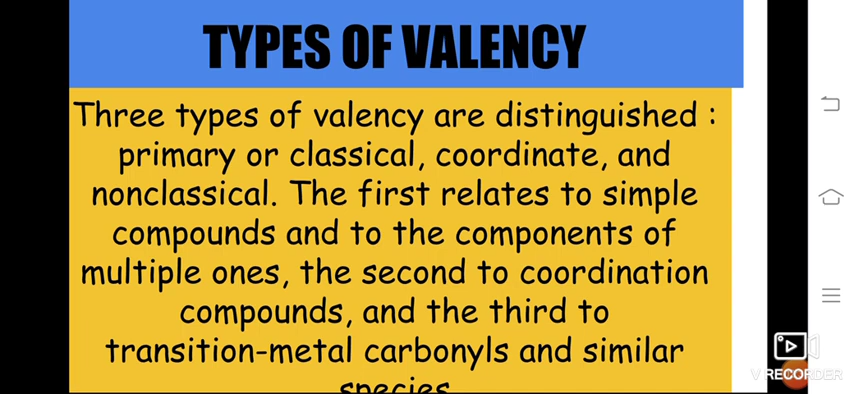 TYPES OF VALENCY
Three types of valency are distinguished :
primary or classical, coordinate, and
nonclassical. The first relates to simple
compounds and to the components of
multiple ones, the second to coordination
compounds, and the third to
transition-metal carbonyls and similar
species
V RECORDER